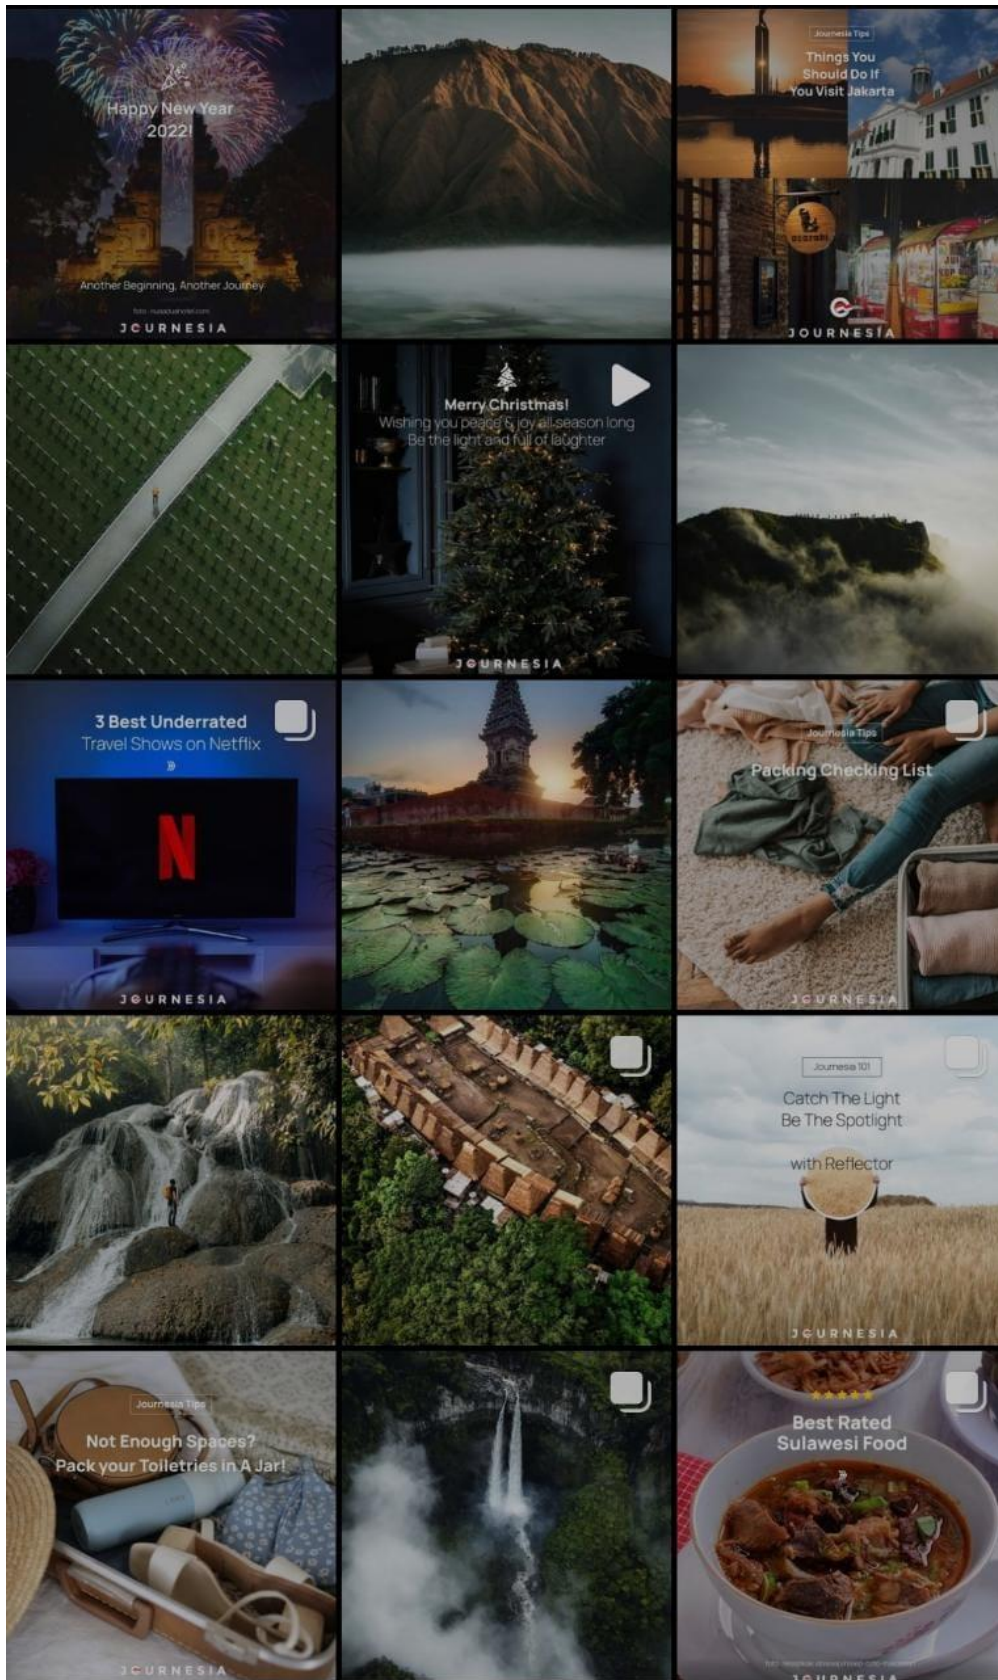 Happy New Year
2022!
Another Beginning, Another Journey
foto: nusaduahotel.com
JOURNESIA
Journesia Tips
Things You
Should Do If
You Visit Jakarta
acaraki
JOURNESIA
Merry Christmas!
Wishing you peace & joy all season long
Be the light and full of laughter
JOURNESIA
3 Best Underrated
Travel Shows on Netflix
N
JOURNESIA
Journesia Tips
Packing Checking List
JOURNESIA
Journesia 101
Catch The Light
Be The Spotlight
with Reflector
JOURNESIA
Journesia Tips
Not Enough Spaces?
Pack your Toiletries in A Jar!
JOURNESIA
Best Rated
Sulawesi Food
JOURNESIA